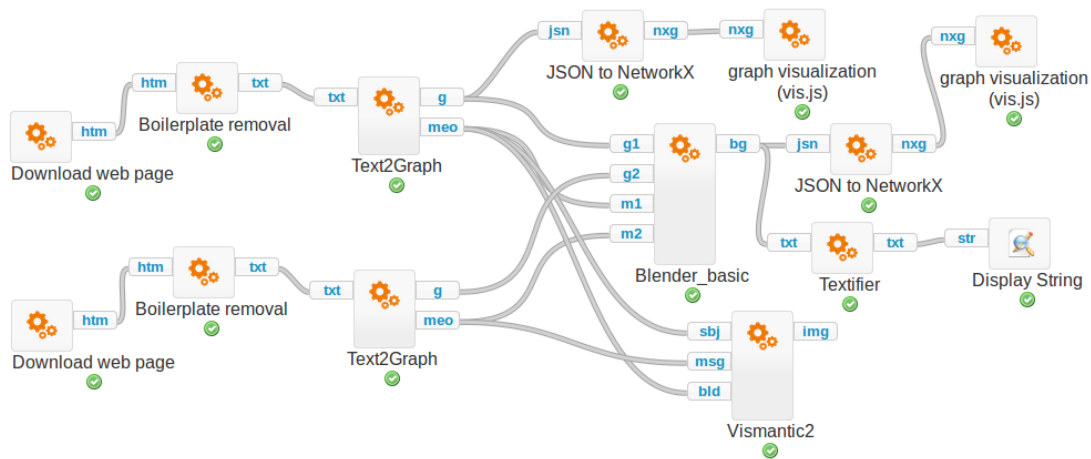 jsn
nxg
JSON to NetworkX
nxg
graph visualization
(vis.js)
nxg
graph visualization
(vis.js)
htm
Download web page
htm
txt
Boilerplate removal
txt
g
meo
Text2Graph
g1
g2
m1
m2
bg
Blender_basic
jsn
nxg
JSON to NetworkX
txt
txt
Textifier
str
Display String
htm
Download web page
htm
txt
Boilerplate removal
txt
g
meo
Text2Graph
sbj
msg
bld
img
Vismantic2